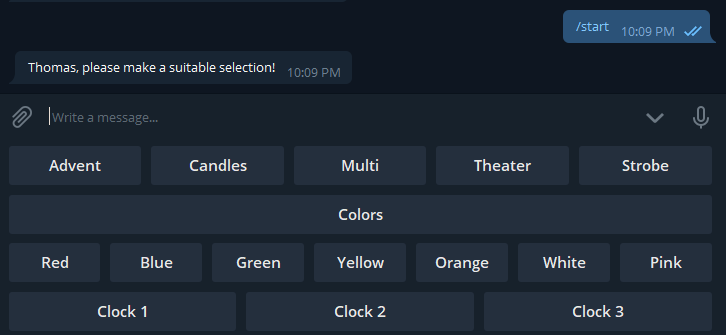 /start 10:09 PM
Thomas, please make a suitable selection! 10:09 PM
Write a message...
Advent Candles Multi Theater Strobe
Colors
Red Blue Green Yellow Orange White Pink
Clock 1 Clock 2 Clock 3